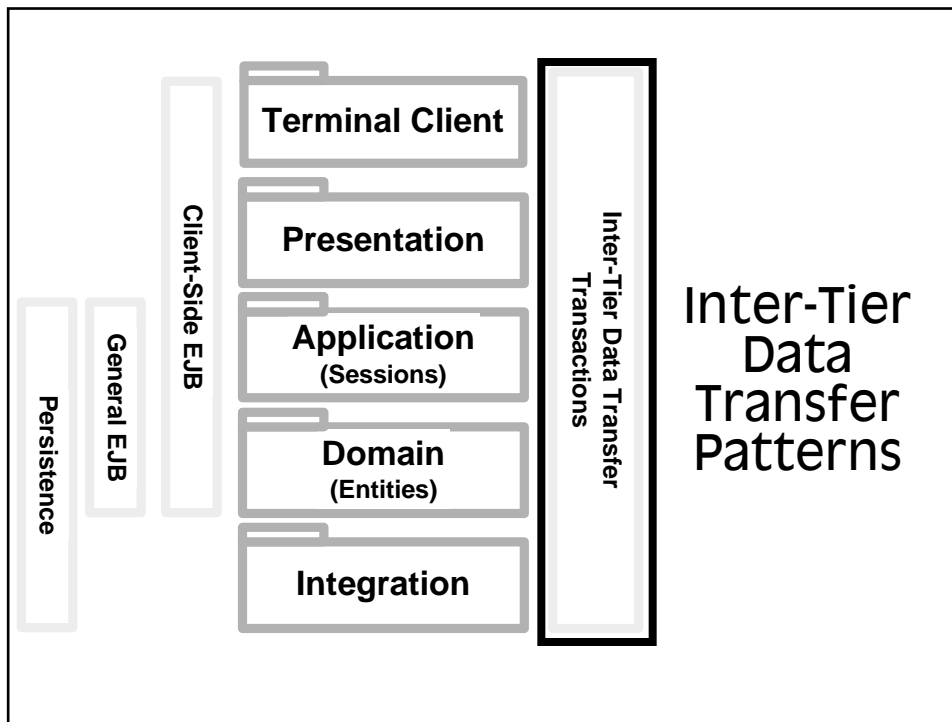 Terminal Client
Presentation
Application
(Sessions)
Domain
(Entities)
Integration
Persistence
General EJB
Client-Side EJB
Inter-Tier Data Transfer
Transactions
Inter-Tier
Data
Transfer
Patterns